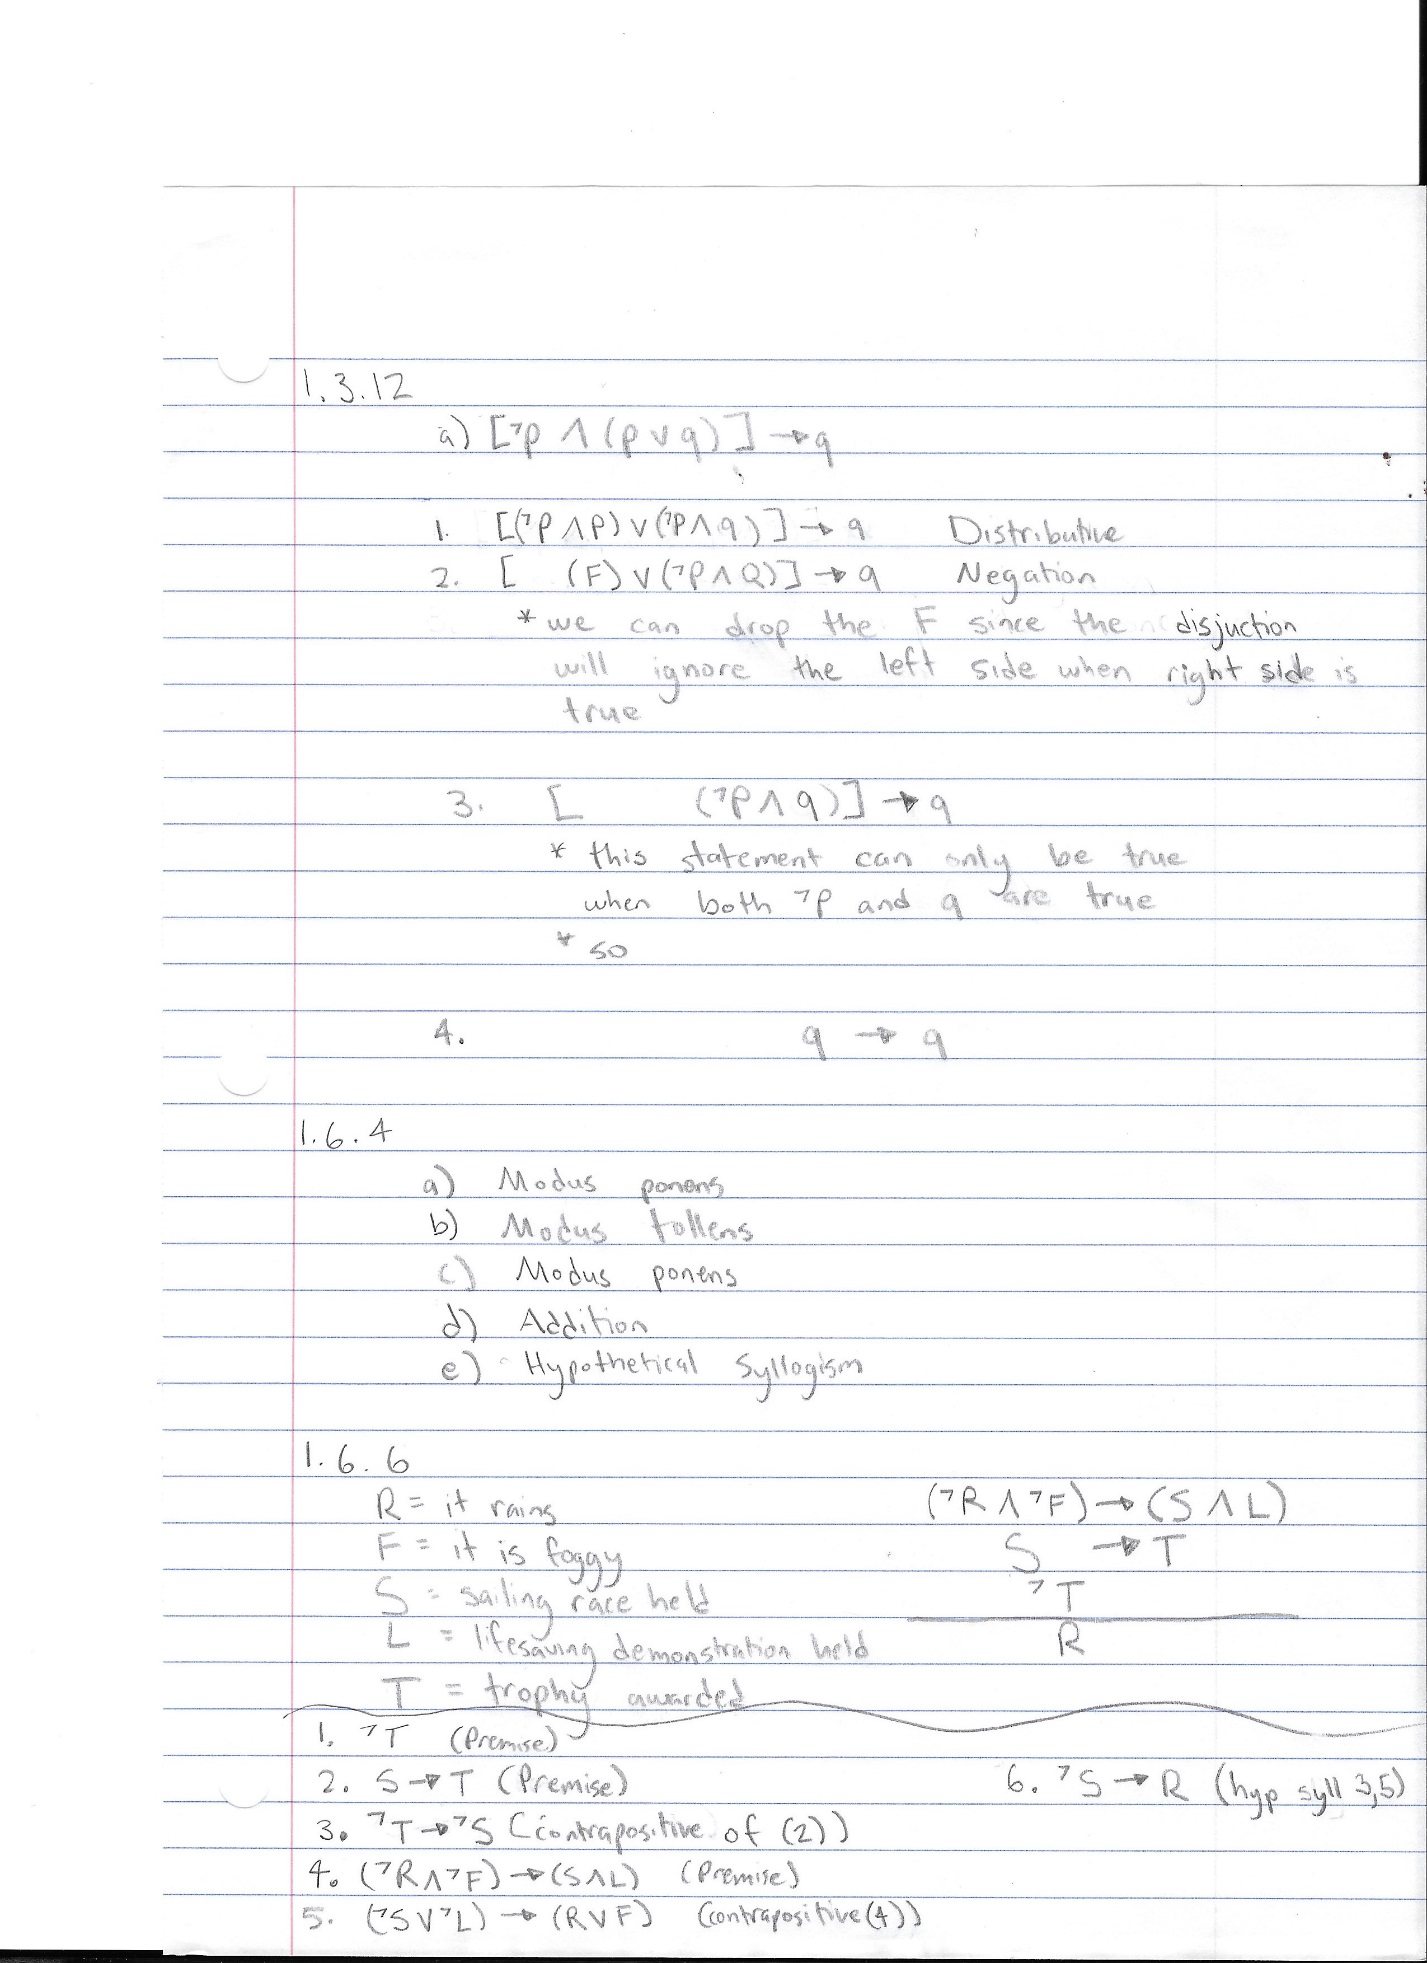 1.3.12
a) [¬p ∧ (p ∨ q)] → q
1. [(¬P ∧ P) ∨ (¬P ∧ q)] → q Distributive
2. [ (F) ∨ (¬P ∧ Q)] → q Negation
* we can drop the F since the disjuction
will ignore the left side when right side is
true
3. [ (¬P ∧ q)] → q
* this statement can only be true
when both ¬P and q are true
* so
4. q → q
1.6.4
a) Modus ponens
b) Modus tollens
c) Modus ponens
d) Addition
e) Hypothetical Syllogism
1.6.6
R = it rains (¬R ∧ ¬F) → (S ∧ L)
F = it is foggy S → T
S = sailing race held ¬T
L = lifesaving demonstration held R
T = trophy awarded
1. ¬T (Premise)
2. S → T (Premise) 6. ¬S → R (hyp syll 3,5)
3. ¬T → ¬S (contrapositive of (2))
4. (¬R ∧ ¬F) → (S ∧ L) (Premise)
5. (¬S ∨ ¬L) → (R ∨ F) (contrapositive (4))